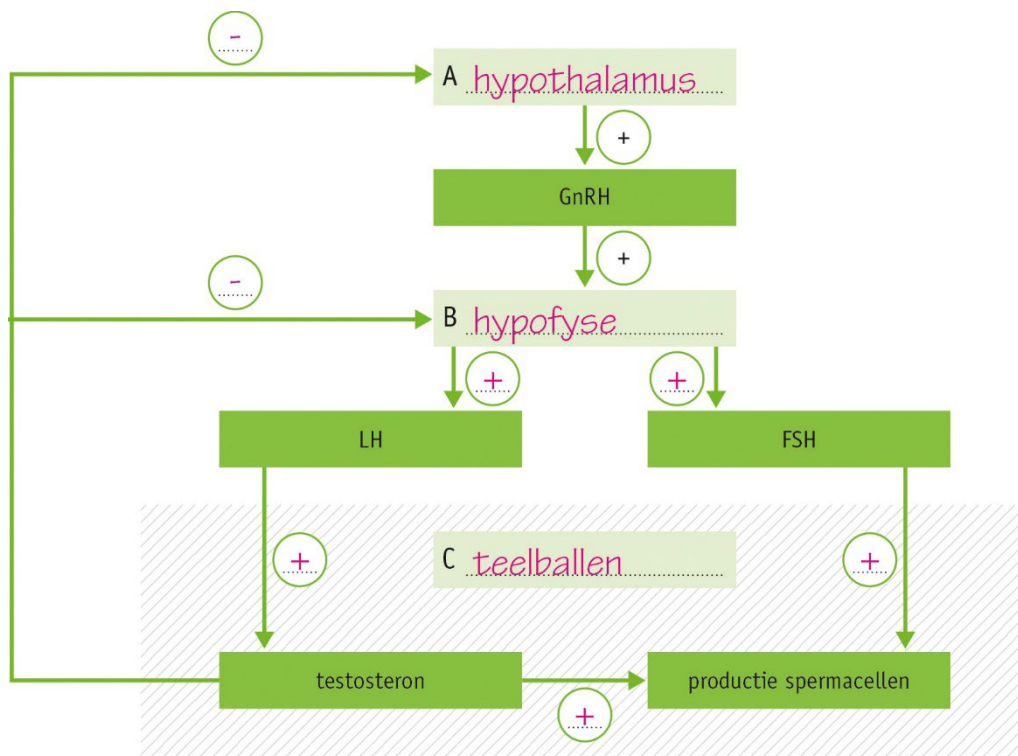 -
A hypothalamus
+
GnRH
+
-
B hypofyse
+ +
LH FSH
+ C teelballen +
testosteron productie spermacellen
+